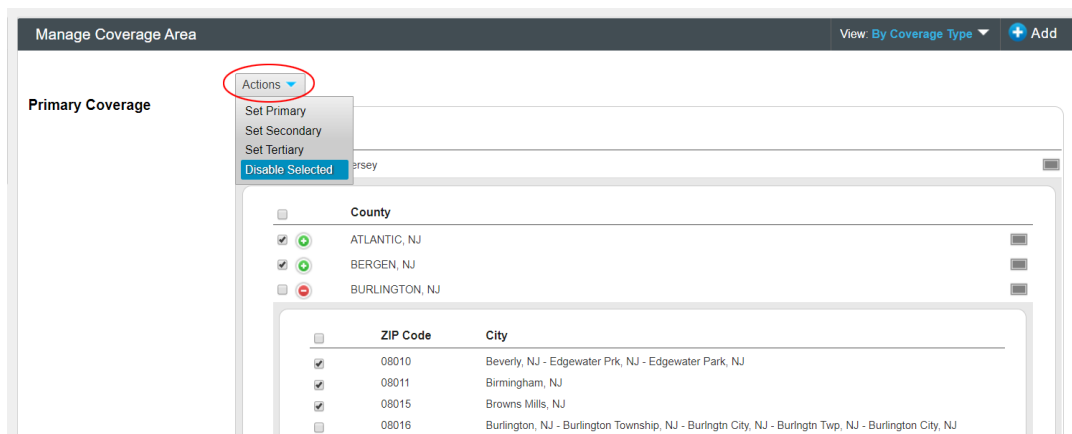 Manage Coverage Area View: By Coverage Type Add
Actions
Primary Coverage
Set Primary
Set Secondary
Set Tertiary
Disable Selected
ersey
County
ATLANTIC, NJ
BERGEN, NJ
BURLINGTON, NJ
ZIP Code City
08010 Beverly, NJ - Edgewater Prk, NJ - Edgewater Park, NJ
08011 Birmingham, NJ
08015 Browns Mills, NJ
08016 Burlington, NJ - Burlington Township, NJ - Burlngtn City, NJ - Burlngtn Twp, NJ - Burlington City, NJ